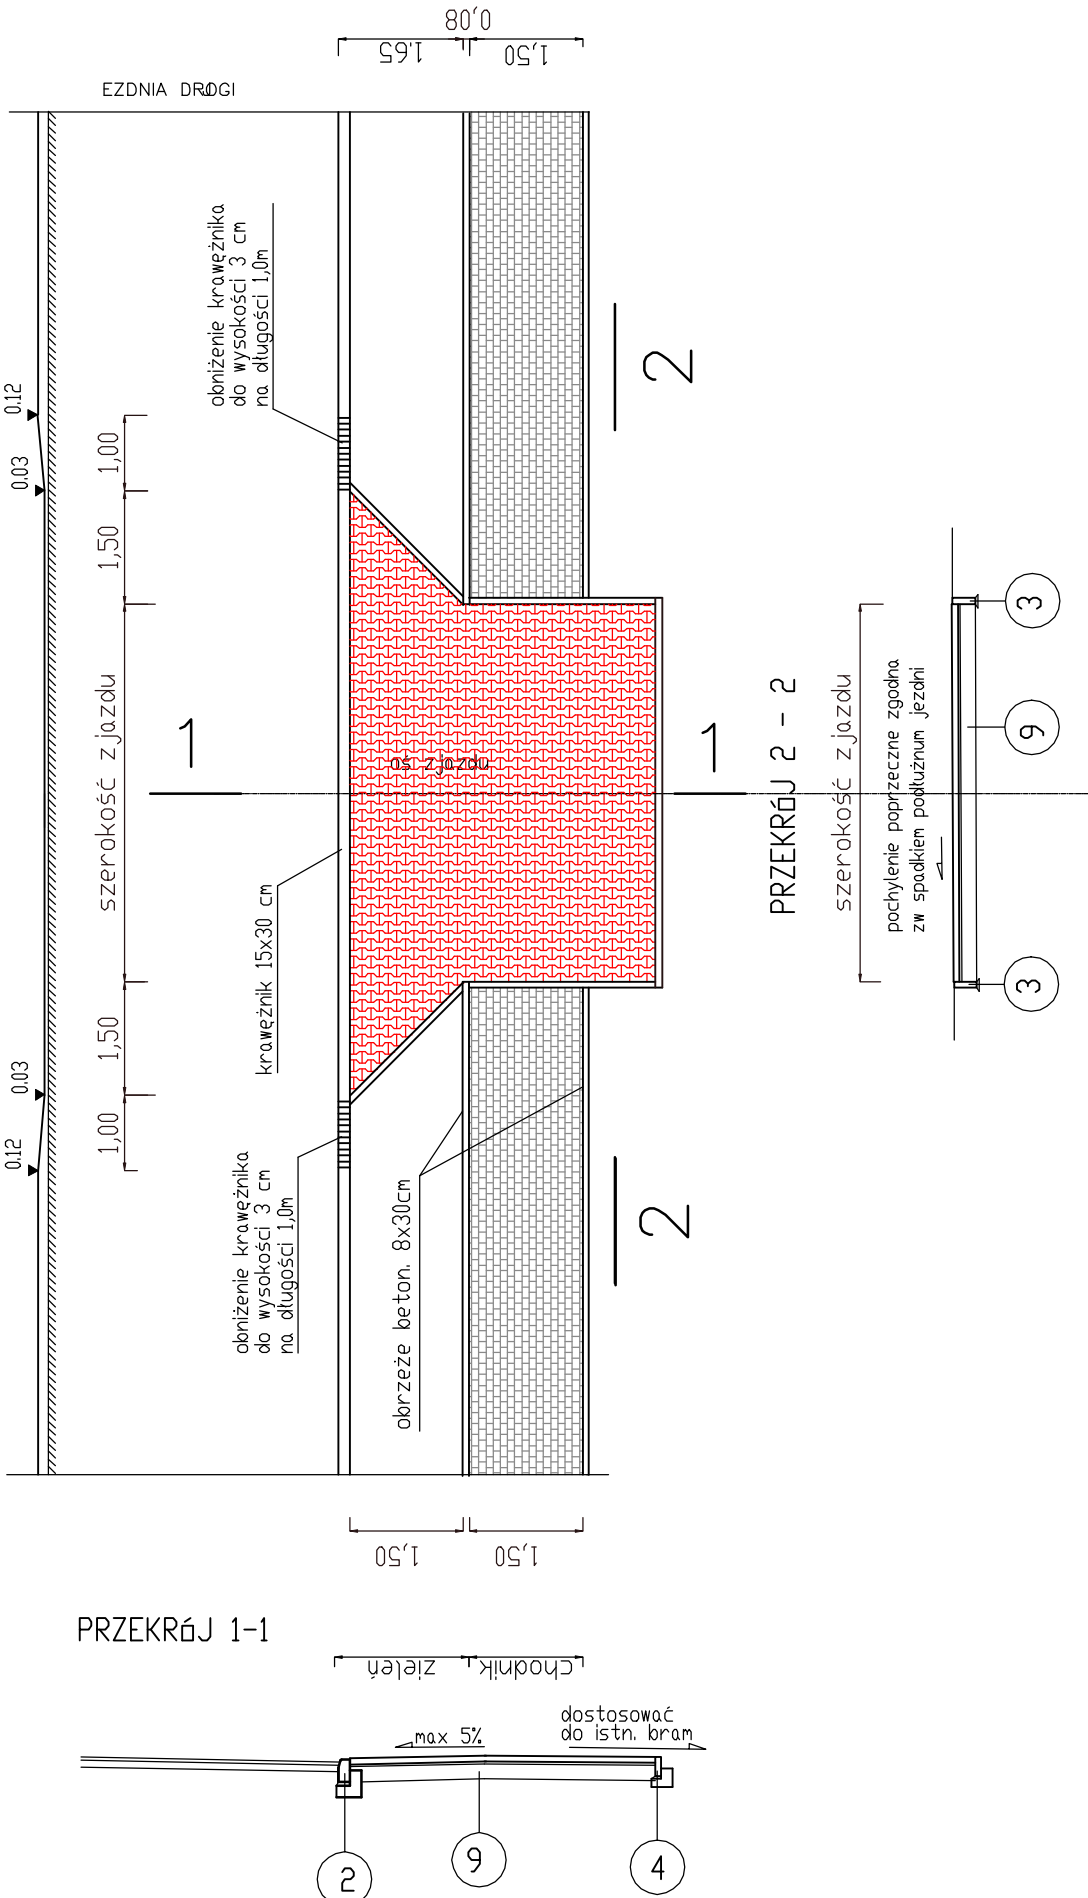 0,08
1.65
1,50
EZDNIA DROGI
obniżenie krawężnika
do wysokości 3 cm
na długości 1,0m
0.12
0.03
1,00
1,50
2
szerokość zjazdu
1
oś zjazdu
1
krawężnik 15x30 cm
PRZEKRóJ 2 - 2
szerokość zjazdu
pochylenie poprzeczne zgodna
zw spadkiem podłużnum jezdni
3
9
3
1,50
0.03
1,00
0.12
obniżenie krawężnika
do wysokości 3 cm
na długości 1,0m
obrzeże beton. 8x30cm
2
1,50
1,50
PRZEKRóJ 1-1
zieleń
chodnik
max 5%
dostosować
do istn. bram
2
9
4